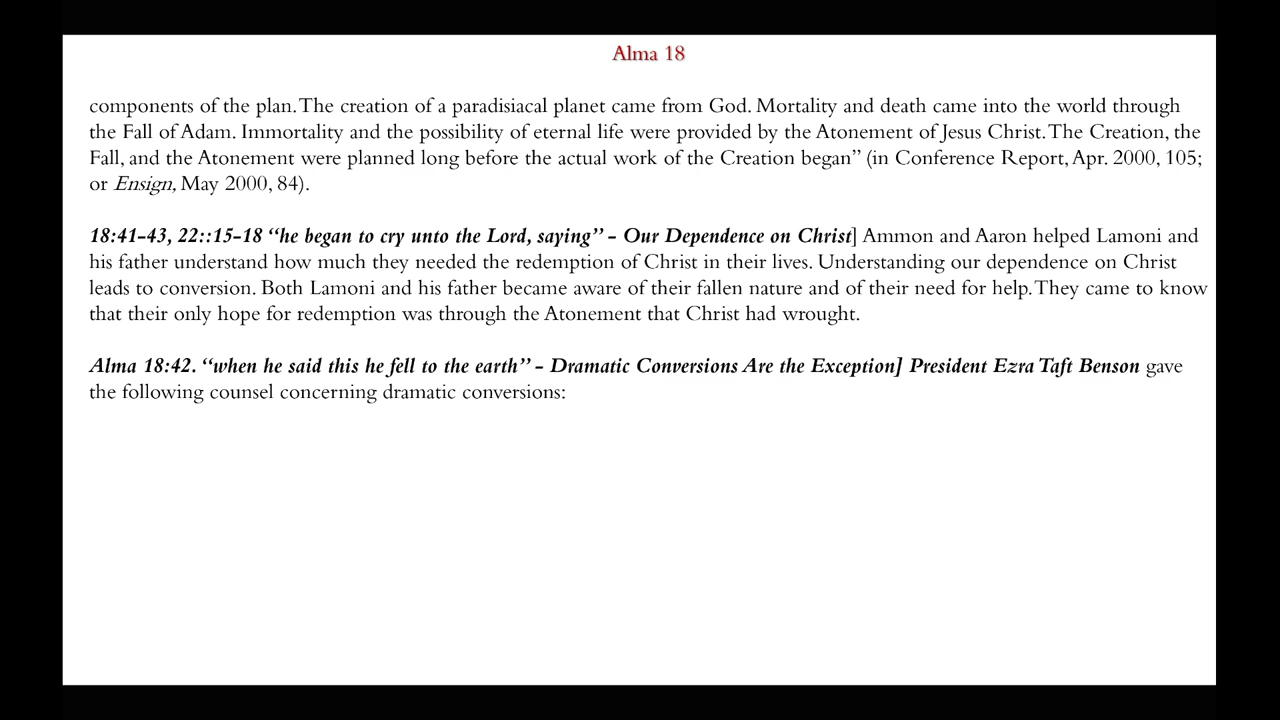 Alma 18
components of the plan. The creation of a paradisiacal planet came from God. Mortality and death came into the world through
the Fall of Adam. Immortality and the possibility of eternal life were provided by the Atonement of Jesus Christ. The Creation, the
Fall, and the Atonement were planned long before the actual work of the Creation began” (in Conference Report, Apr. 2000, 105;
or Ensign, May 2000, 84).
18:41-43, 22::15-18 “he began to cry unto the Lord, saying” - Our Dependence on Christ] Ammon and Aaron helped Lamoni and
his father understand how much they needed the redemption of Christ in their lives. Understanding our dependence on Christ
leads to conversion. Both Lamoni and his father became aware of their fallen nature and of their need for help. They came to know
that their only hope for redemption was through the Atonement that Christ had wrought.
Alma 18:42. “when he said this he fell to the earth” - Dramatic Conversions Are the Exception] President Ezra Taft Benson gave
the following counsel concerning dramatic conversions: